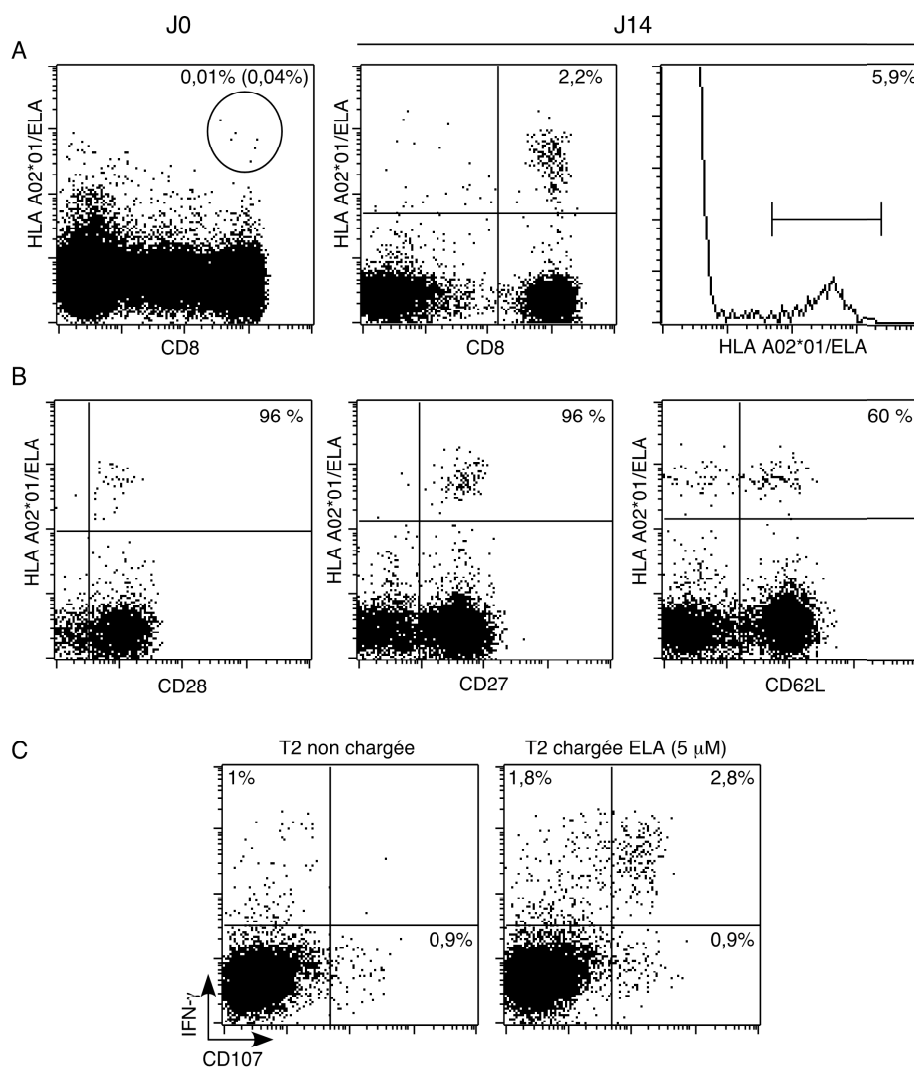 J0
J14
A
0,01% (0,04%)
HLA A02*01/ELA
CD8
2,2%
HLA A02*01/ELA
CD8
5,9%
HLA A02*01/ELA
B
96 %
HLA A02*01/ELA
CD28
96 %
HLA A02*01/ELA
CD27
60 %
HLA A02*01/ELA
CD62L
C
T2 non chargée
1%
0,9%
IFN-γ
CD107
T2 chargée ELA (5 µM)
1,8%
2,8%
0,9%